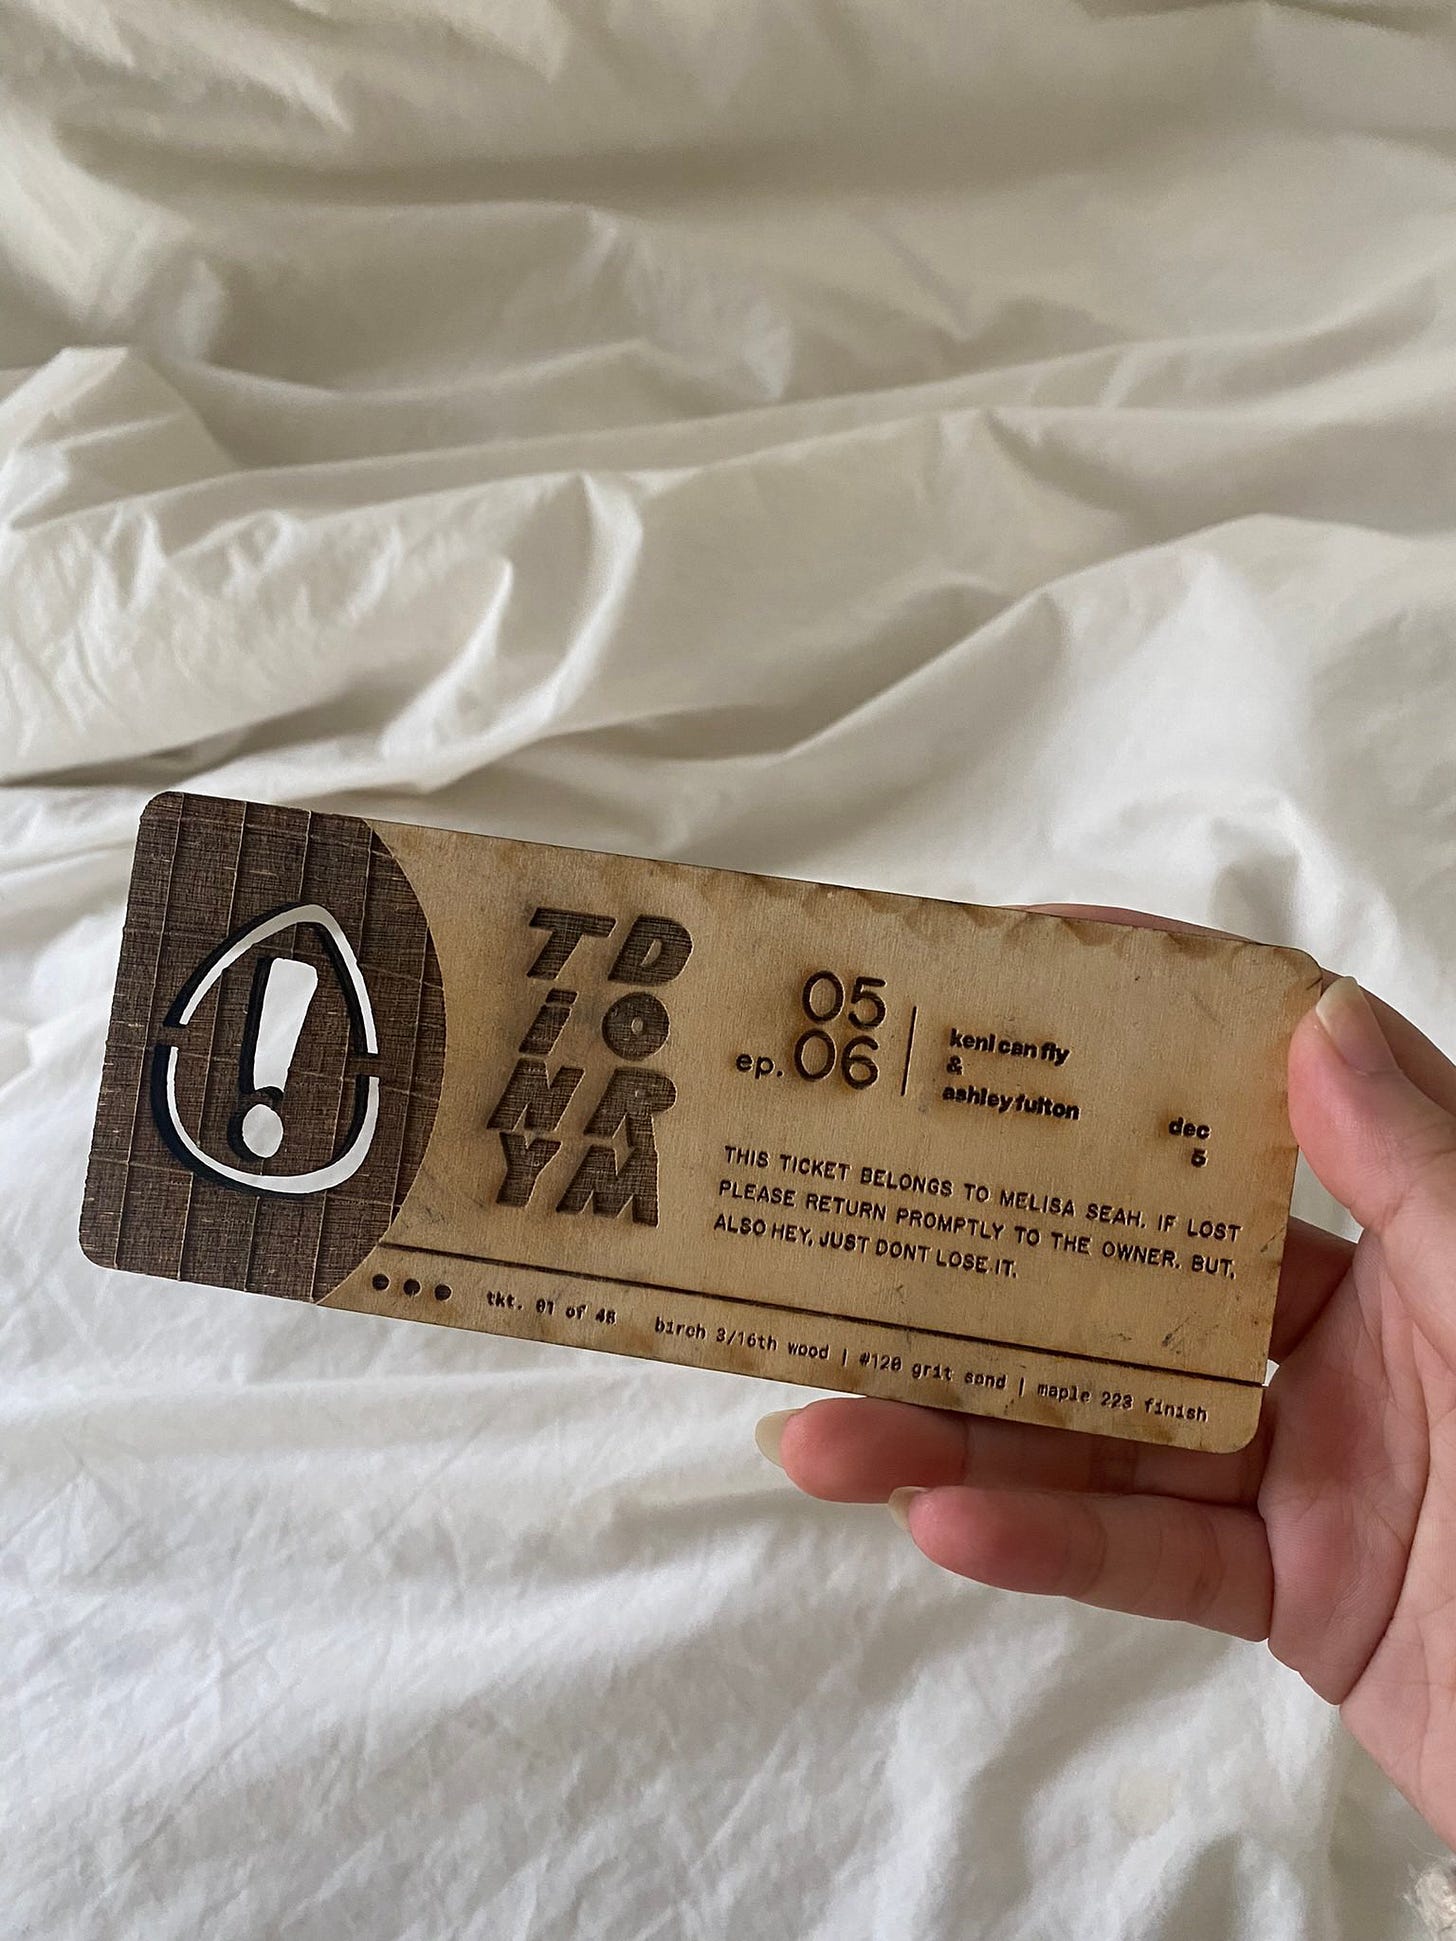 TD
iO
NR
YM
05
ep. 06
keni can fly
&
ashley fulton
dec
5
THIS TICKET BELONGS TO MELISA SEAH. IF LOST
PLEASE RETURN PROMPTLY TO THE OWNER. BUT,
ALSO HEY, JUST DONT LOSE IT.
tkt. 01 of 48 birch 3/16th wood | #120 grit sand | maple 223 finish